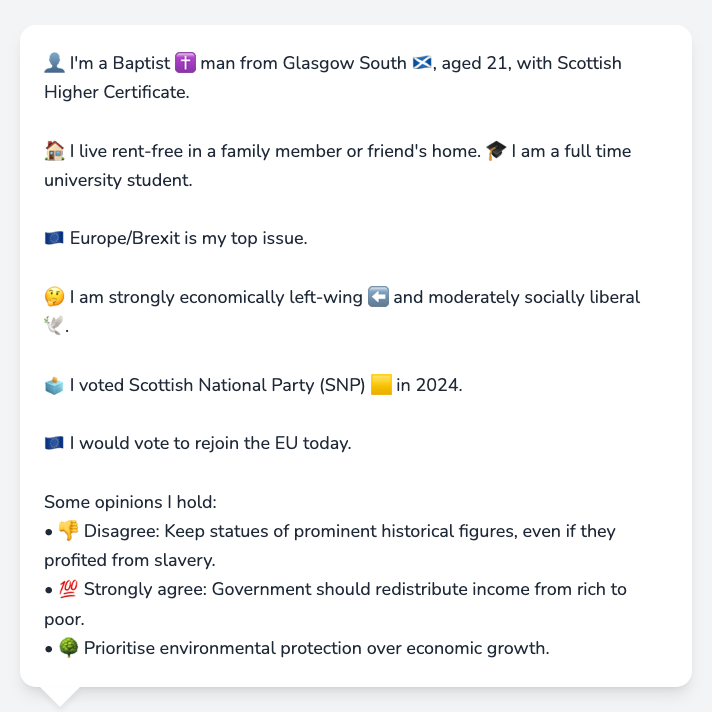 👤 I'm a Baptist ✝️ man from Glasgow South 🏴󠁧󠁢󠁳󠁣󠁴󠁿, aged 21, with Scottish
Higher Certificate.
🏠 I live rent-free in a family member or friend's home. 🎓 I am a full time
university student.
🇪🇺 Europe/Brexit is my top issue.
🤔 I am strongly economically left-wing ⬅️ and moderately socially liberal
🕊️.
🗳️ I voted Scottish National Party (SNP) 🟨 in 2024.
🇪🇺 I would vote to rejoin the EU today.
Some opinions I hold:
• 👎 Disagree: Keep statues of prominent historical figures, even if they
profited from slavery.
• 💯 Strongly agree: Government should redistribute income from rich to
poor.
• 🌳 Prioritise environmental protection over economic growth.